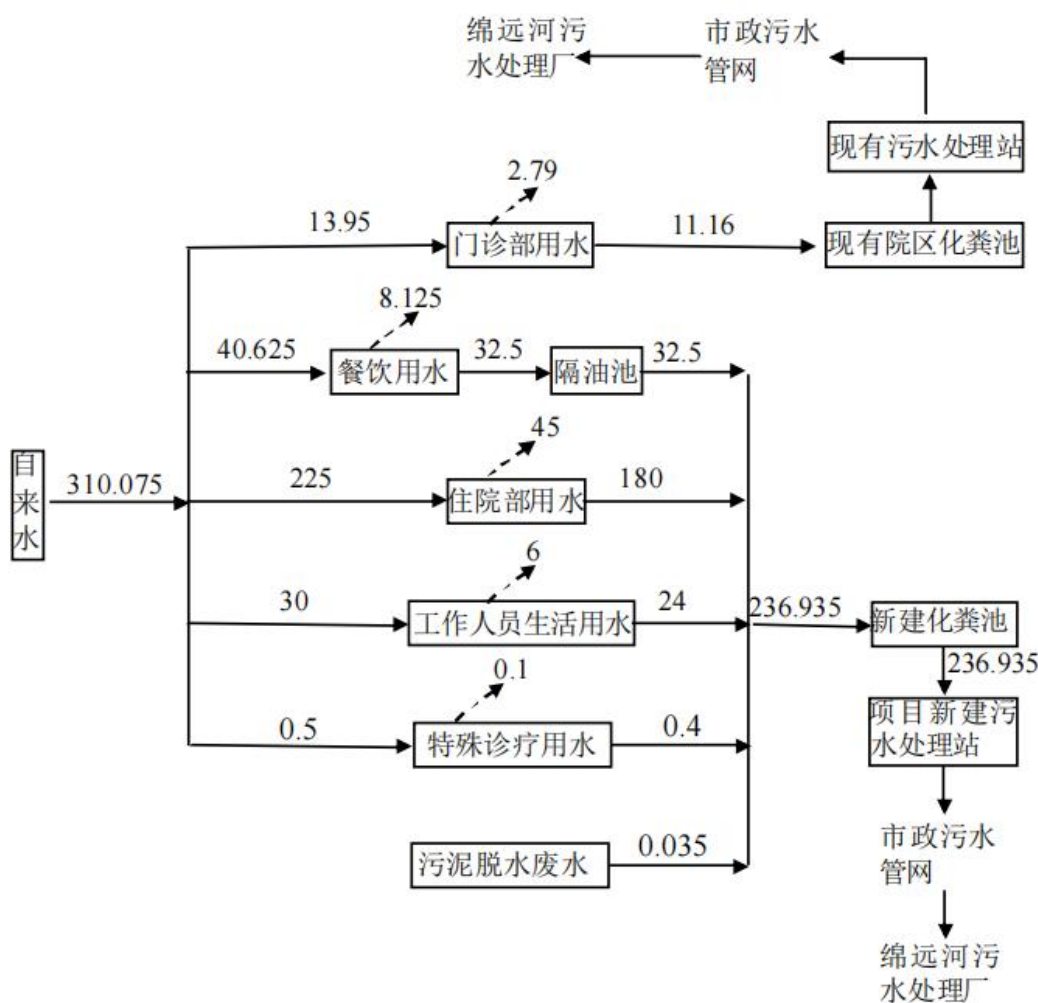 绵远河污
水处理厂
市政污水
管网
现有污水处理站
2.79
13.95
门诊部用水
11.16
现有院区化粪池
8.125
40.625
餐饮用水
32.5
隔油池
32.5
45
自来水
310.075
225
住院部用水
180
6
30
工作人员生活用水
24
236.935
新建化粪池
236.935
0.1
0.5
特殊诊疗用水
0.4
项目新建污
水处理站
污泥脱水废水
0.035
市政污水
管网
绵远河污
水处理厂